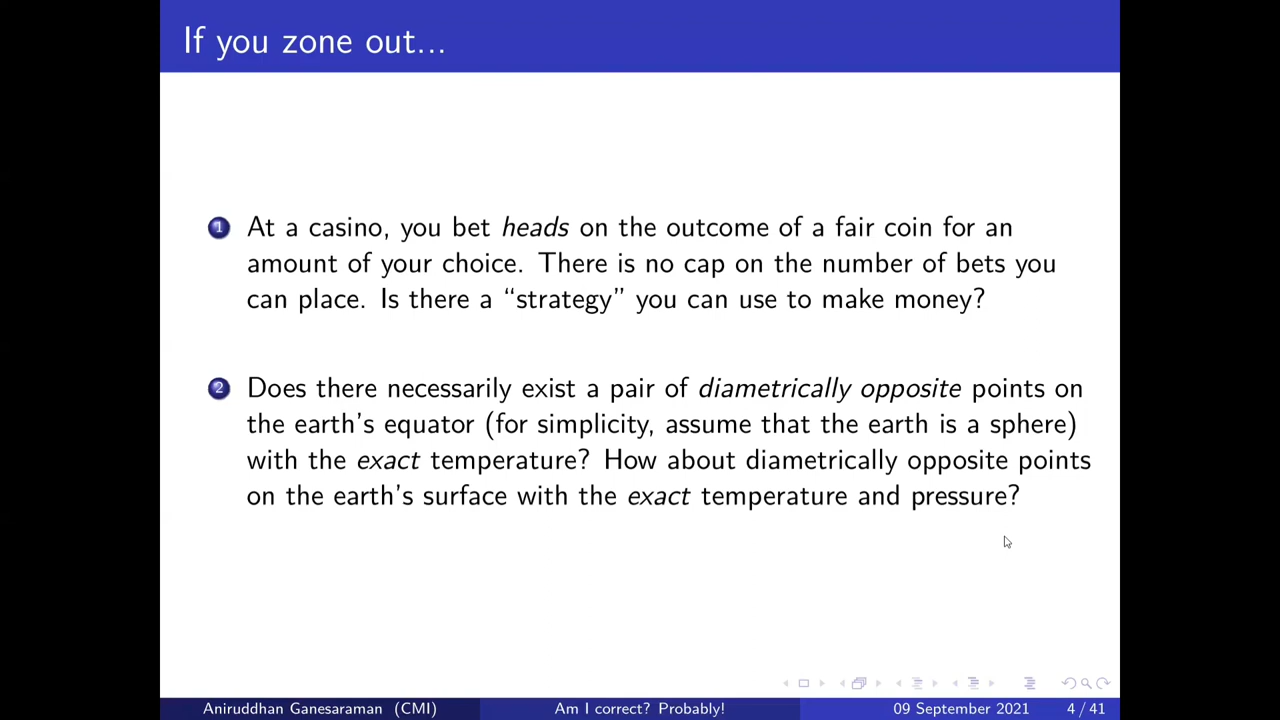 If you zone out...
1 At a casino, you bet heads on the outcome of a fair coin for an
amount of your choice. There is no cap on the number of bets you
can place. Is there a “strategy” you can use to make money?
2 Does there necessarily exist a pair of diametrically opposite points on
the earth’s equator (for simplicity, assume that the earth is a sphere)
with the exact temperature? How about diametrically opposite points
on the earth’s surface with the exact temperature and pressure?
Aniruddhan Ganesaraman (CMI) Am I correct? Probably! 09 September 2021 4 / 41